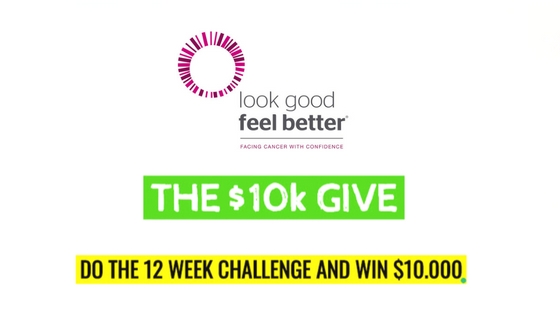 look good
feel better®
FACING CANCER WITH CONFIDENCE
THE $10k GIVE
DO THE 12 WEEK CHALLENGE AND WIN $10.000